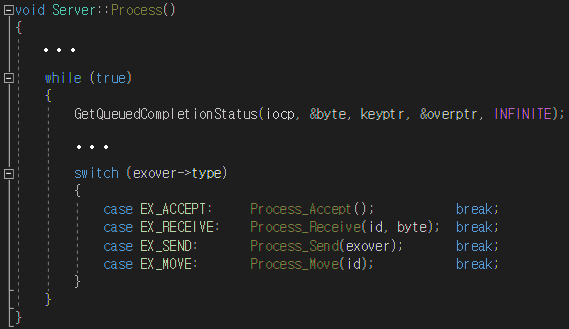 void Server::Process()
{
...
while (true)
{
GetQueuedCompletionStatus(iocp, &byte, keyptr, &overptr, INFINITE);
...
switch (exover->type)
{
case EX_ACCEPT: Process_Accept(); break;
case EX_RECEIVE: Process_Receive(id, byte); break;
case EX_SEND: Process_Send(exover); break;
case EX_MOVE: Process_Move(id); break;
}
}
}